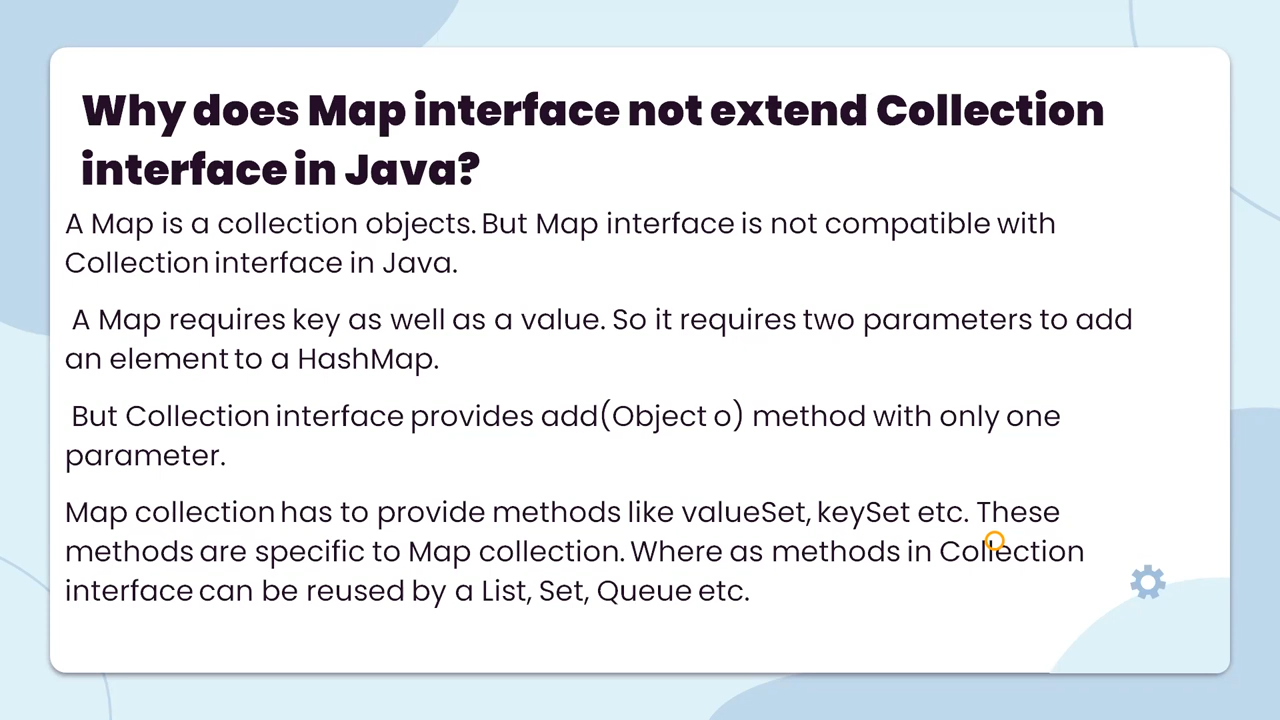 Why does Map interface not extend Collection
interface in Java?
A Map is a collection objects. But Map interface is not compatible with
Collection interface in Java.
A Map requires key as well as a value. So it requires two parameters to add
an element to a HashMap.
But Collection interface provides add(Object o) method with only one
parameter.
Map collection has to provide methods like valueSet, keySet etc. These
methods are specific to Map collection. Where as methods in Collection
interface can be reused by a List, Set, Queue etc.